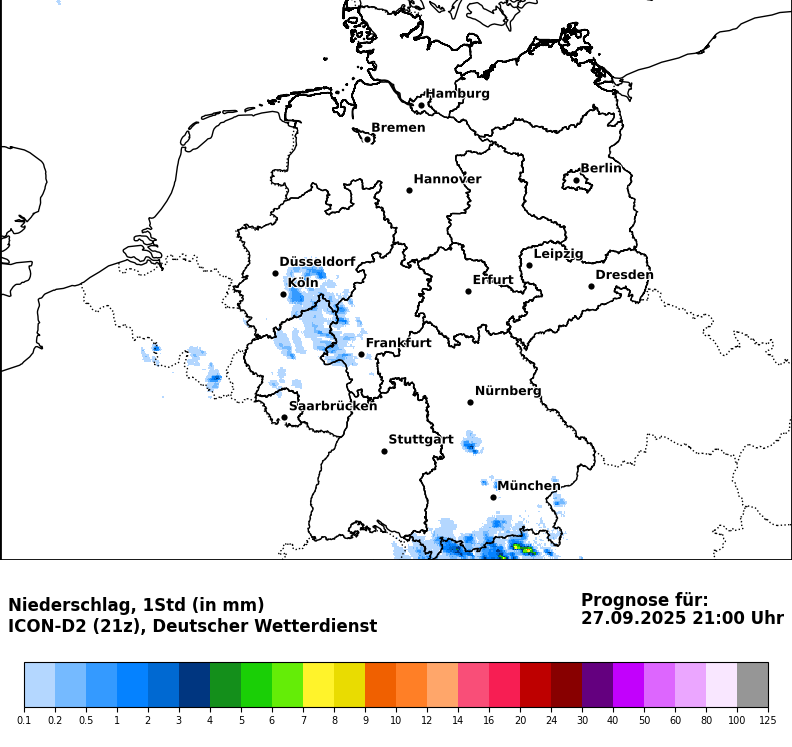 Hamburg
Bremen
Berlin
Hannover
Leipzig
Düsseldorf
Dresden
Köln
Erfurt
Frankfurt
Nürnberg
Saarbrücken
Stuttgart
München
Niederschlag, 1Std (in mm)
ICON-D2 (21z), Deutscher Wetterdienst
Prognose für:
27.09.2025 21:00 Uhr
0.1 0.2 0.5 1 2 3 4 5 6 7 8 9 10 12 14 16 20 24 30 40 50 60 80 100 125